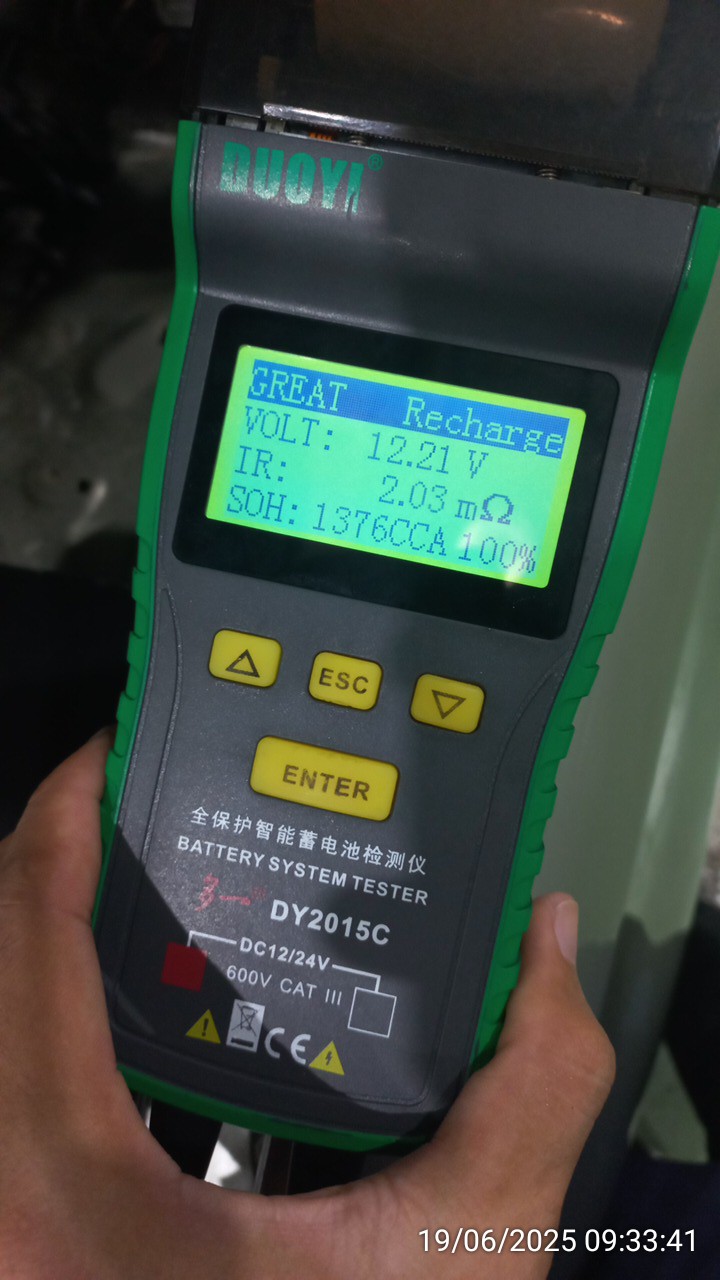 DUOYI®
GREAT Recharge
VOLT: 12.21 V
IR: 2.03 mΩ
SOH: 1376CCA 100%
ESC
ENTER
全保护智能蓄电池检测仪
BATTERY SYSTEM TESTER
多一 DY2015C
DC12/24V
600V CAT III
CE
19/06/2025 09:33:41